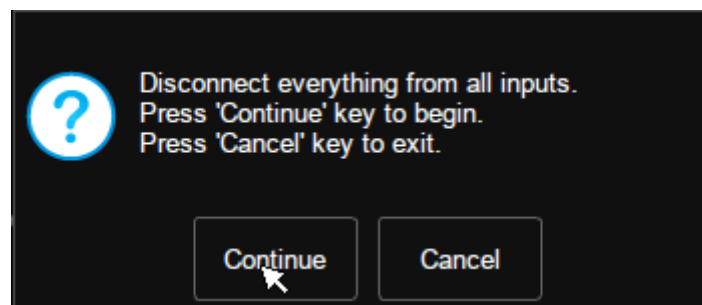 Disconnect everything from all inputs.
Press 'Continue' key to begin.
Press 'Cancel' key to exit.
Continue
Cancel